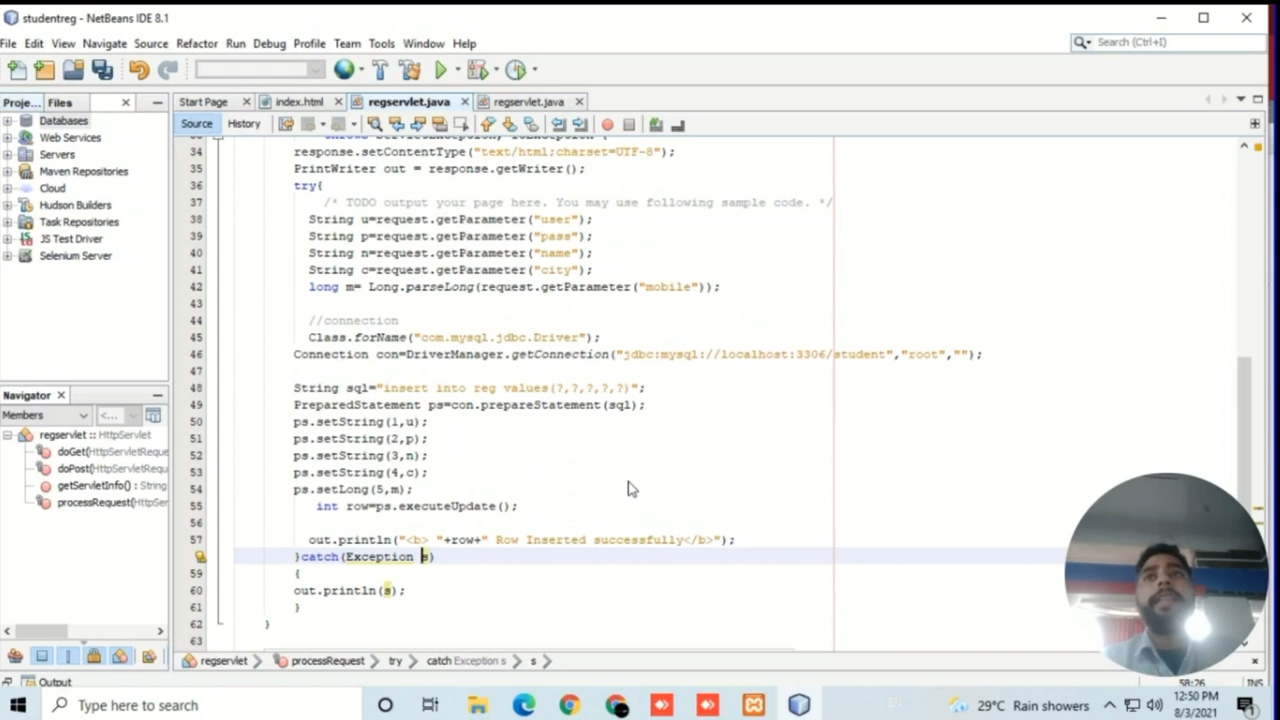 studentreg - NetBeans IDE 8.1
File Edit View Navigate Source Refactor Run Debug Profile Team Tools Window Help
Search (Ctrl+I)
Proje... Files
Start Page index.html regservlet.java regservlet.java
Source History
Databases
Web Services
Servers
Maven Repositories
Cloud
Hudson Builders
Task Repositories
JS Test Driver
Selenium Server
34 response.setContentType("text/html;charset=UTF-8");
35 PrintWriter out = response.getWriter();
36 try{
37 /* TODO output your page here. You may use following sample code. */
38 String u=request.getParameter("user");
39 String p=request.getParameter("pass");
40 String n=request.getParameter("name");
41 String c=request.getParameter("city");
42 long m= Long.parseLong(request.getParameter("mobile"));
43
44 //connection
45 Class.forName("com.mysql.jdbc.Driver");
46 Connection con=DriverManager.getConnection("jdbc:mysql://localhost:3306/student","root","");
47
48 String sql="insert into reg values(?,?,?,?,?)";
49 PreparedStatement ps=con.prepareStatement(sql);
50 ps.setString(1,u);
51 ps.setString(2,p);
52 ps.setString(3,n);
53 ps.setString(4,c);
54 ps.setLong(5,m);
55 int row=ps.executeUpdate();
56
57 out.println("<b> "+row+" Row Inserted successfully</b>");
}catch(Exception s)
59 {
60 out.println(s);
61 }
62 }
63
Navigator
Members <...
regservlet :: HttpServlet
doGet(HttpServletReque
doPost(HttpServletRequ
getServletInfo() : String
processRequest(HttpSer
regservlet processRequest try catch Exception s s
Output
58:26 INS
Type here to search
29°C Rain showers
12:50 PM
8/3/2021